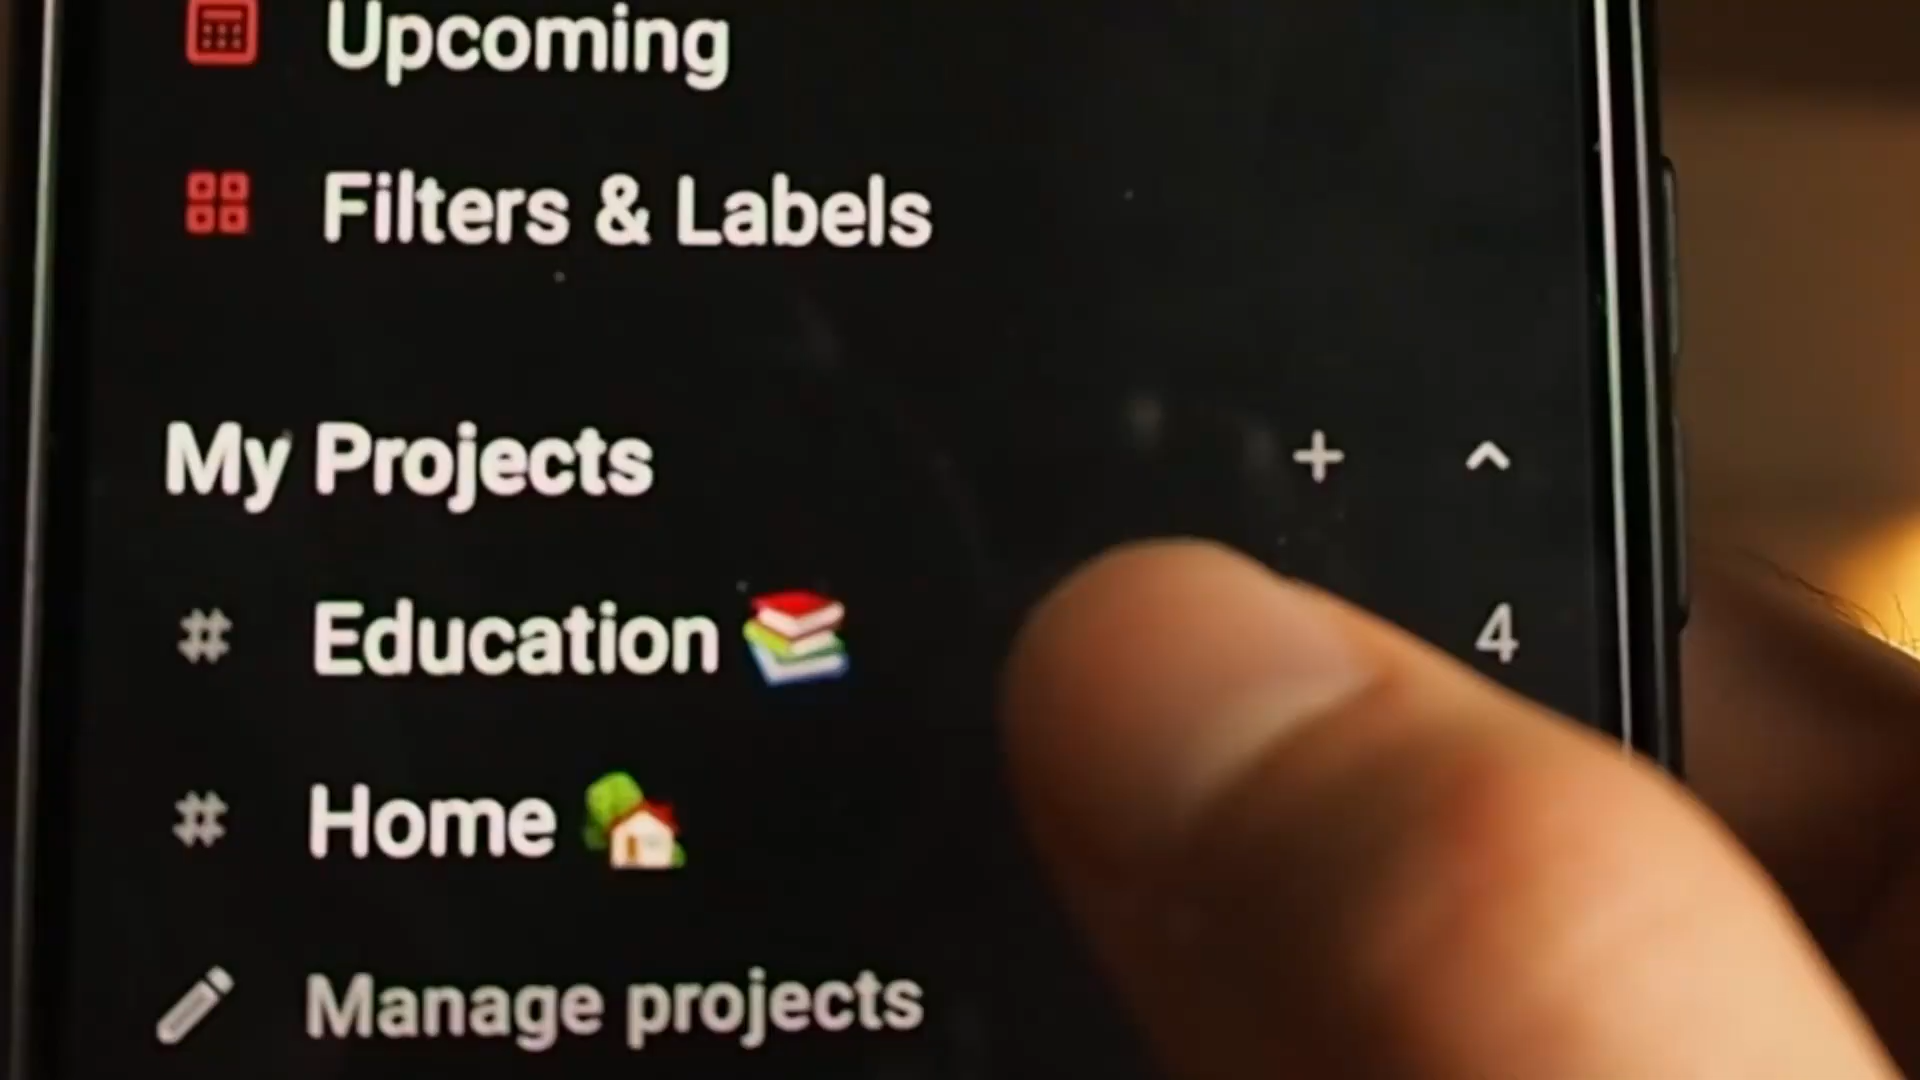 Upcoming
Filters & Labels
My Projects
# Education 📚 4
# Home 🏡
Manage projects